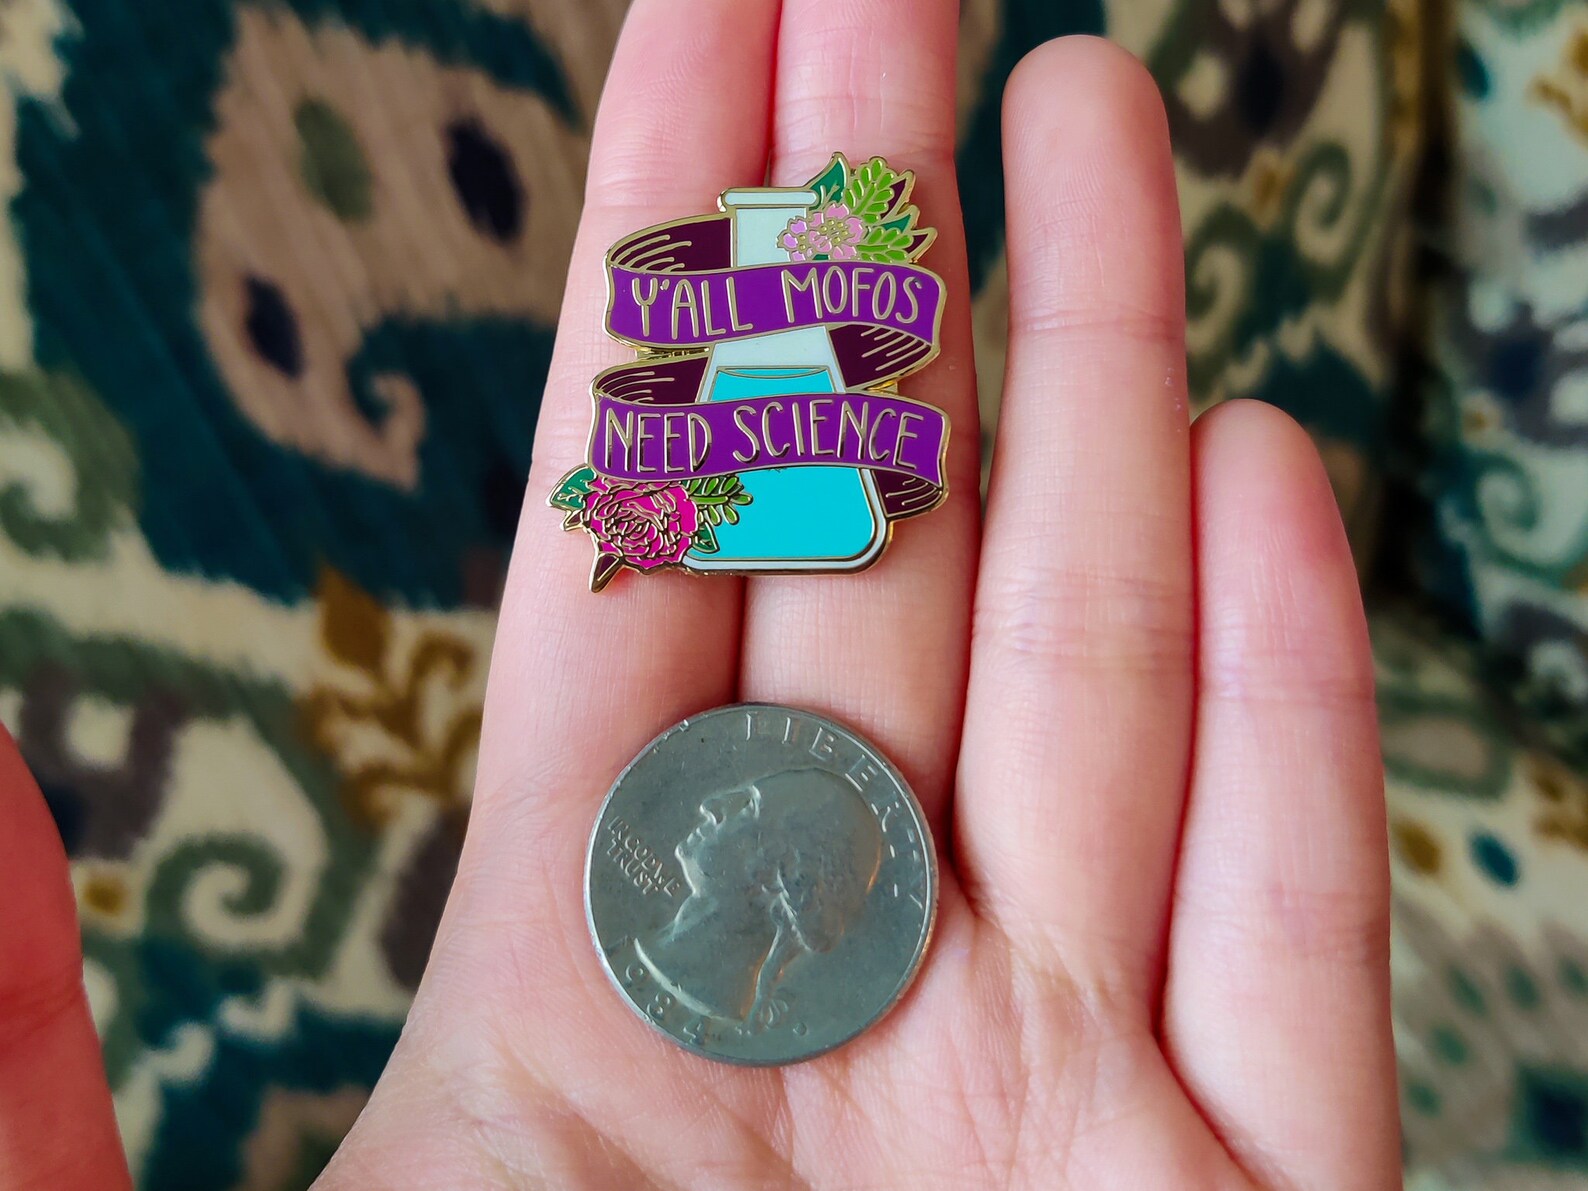 Y'ALL MOFOS
NEED SCIENCE
LIBERTY
IN GOD WE
TRUST
1984